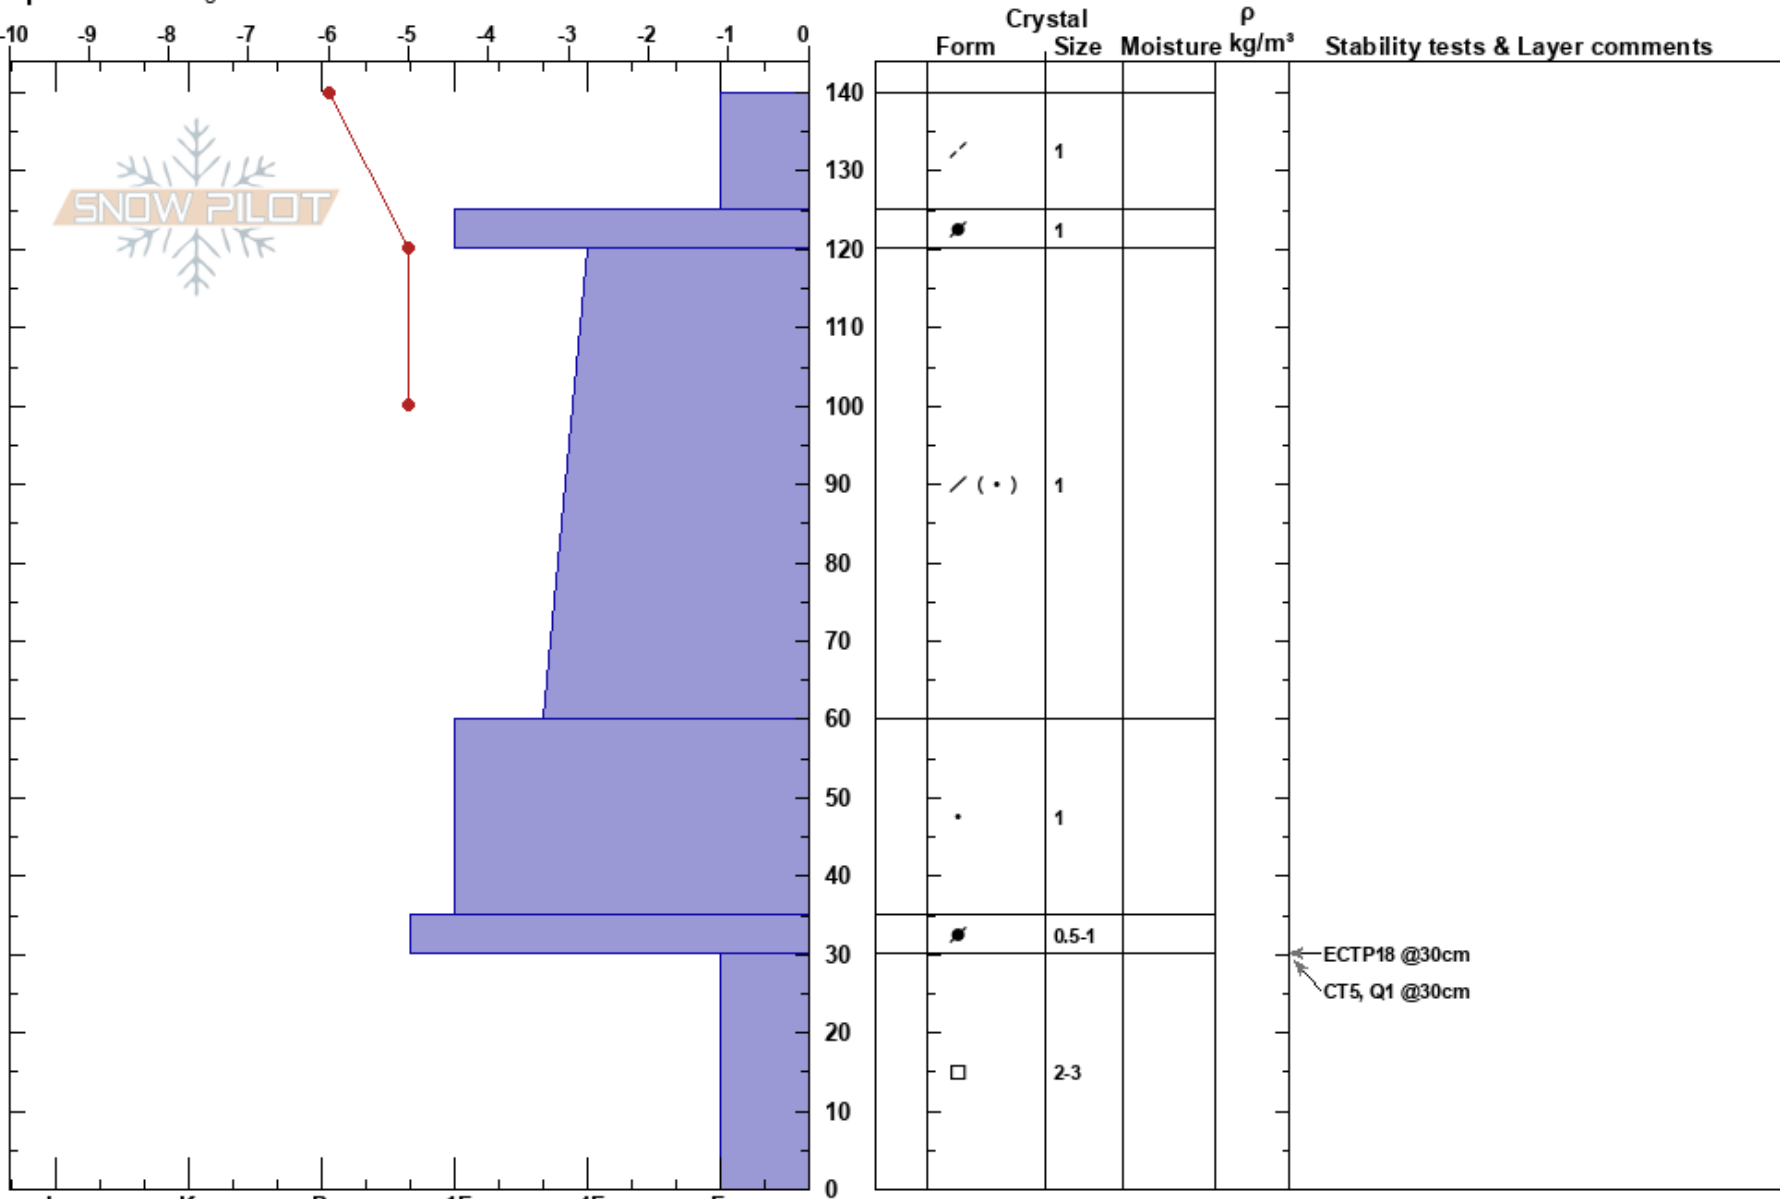 -10 -9 -8 -7 -6 -5 -4 -3 -2 -1 0
Crystal ρ
Form Size Moisture kg/m³ Stability tests & Layer comments
SNOW PILOT
140
1
130
1
120
110
100
90 ( • ) 1
80
70
60
50
1
40
0.5-1
30 ECTP18 @30cm
CT5, Q1 @30cm
20
2-3
10
0